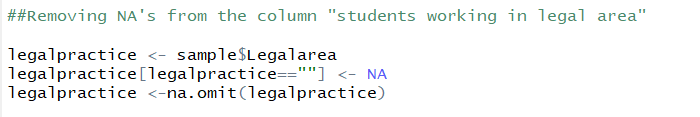 ##Removing NA's from the column "students working in legal area"
legalpractice <- sample$Legalarea
legalpractice[legalpractice==""] <- NA
legalpractice <-na.omit(legalpractice)